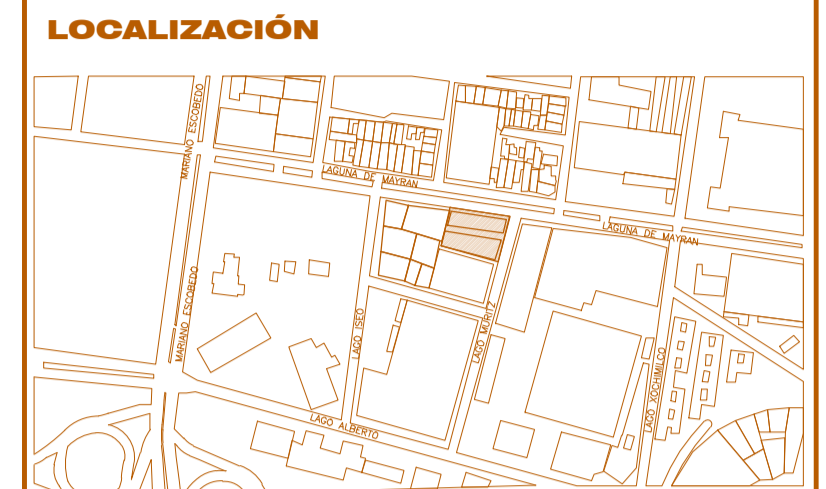 LOCALIZACIÓN
MARIANO ESCOBEDO
LAGUNA DE MAYRAN
LAGUNA DE MAYRAN
MARIANO ESCOBEDO
LAGO ISEO
LAGO MURITZ
LAGO XOCHIMILCO
LAGO ALBERTO